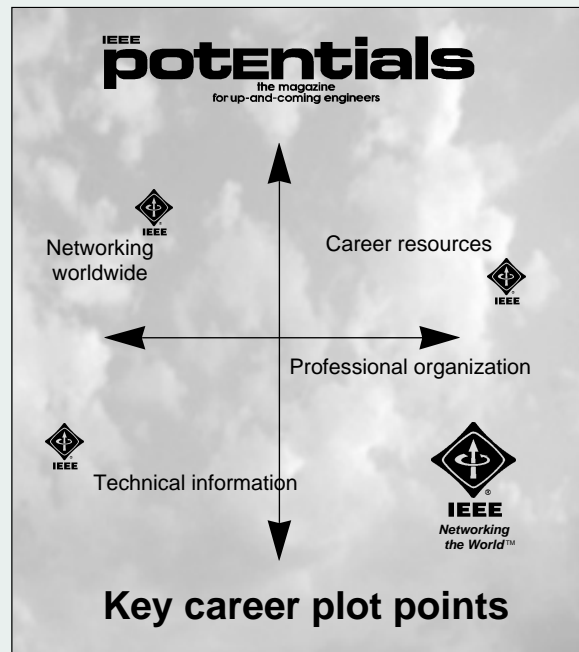 IEEE
potentials
the magazine
for up-and-coming engineers
IEEE
Networking
worldwide
Career resources
IEEE
Professional organization
IEEE
Technical information
IEEE
®
Networking
the World™
Key career plot points